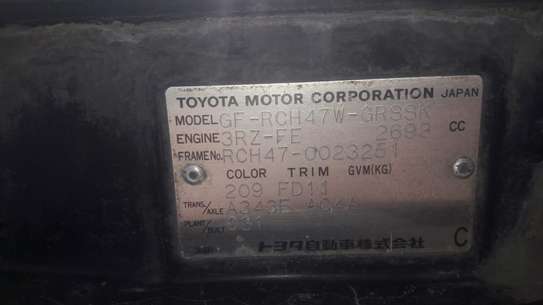 TOYOTA MOTOR CORPORATION JAPAN
MODEL GF-RCH47W-GRSSK
ENGINE 3RZ-FE 2693 CC
FRAME No. RCH47-0023251
COLOR TRIM GVM(KG)
209 FD11
TRANS./AXLE A343F A04A
PLANT/BUILT
トヨタ自動車株式会社 C